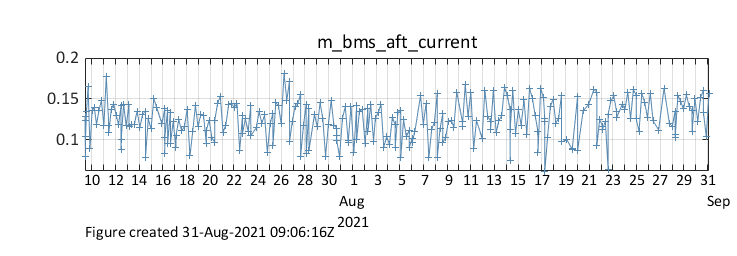 m_bms_aft_current
0.2
0.15
0.1
10 12 14 16 18 20 22 24 26 28 30 1 3 5 7 9 11 13 15 17 19 21 23 25 27 29 31
Aug Sep
2021
Figure created 31-Aug-2021 09:06:16Z